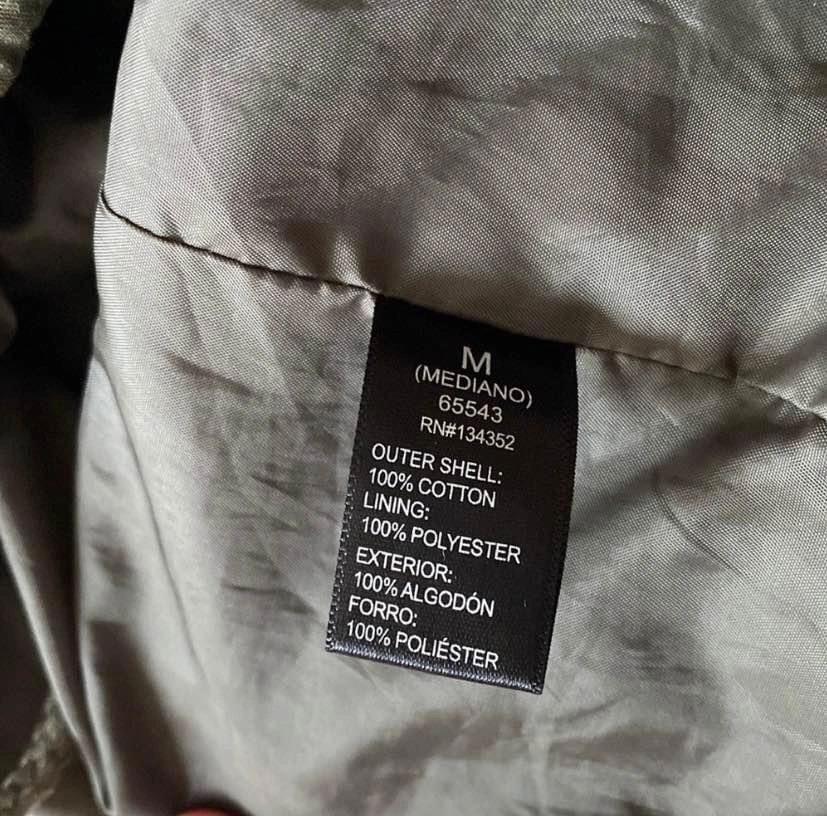 M
(MEDIANO)
65543
RN#134352
OUTER SHELL:
100% COTTON
LINING:
100% POLYESTER
EXTERIOR:
100% ALGODÓN
FORRO:
100% POLIÉSTER